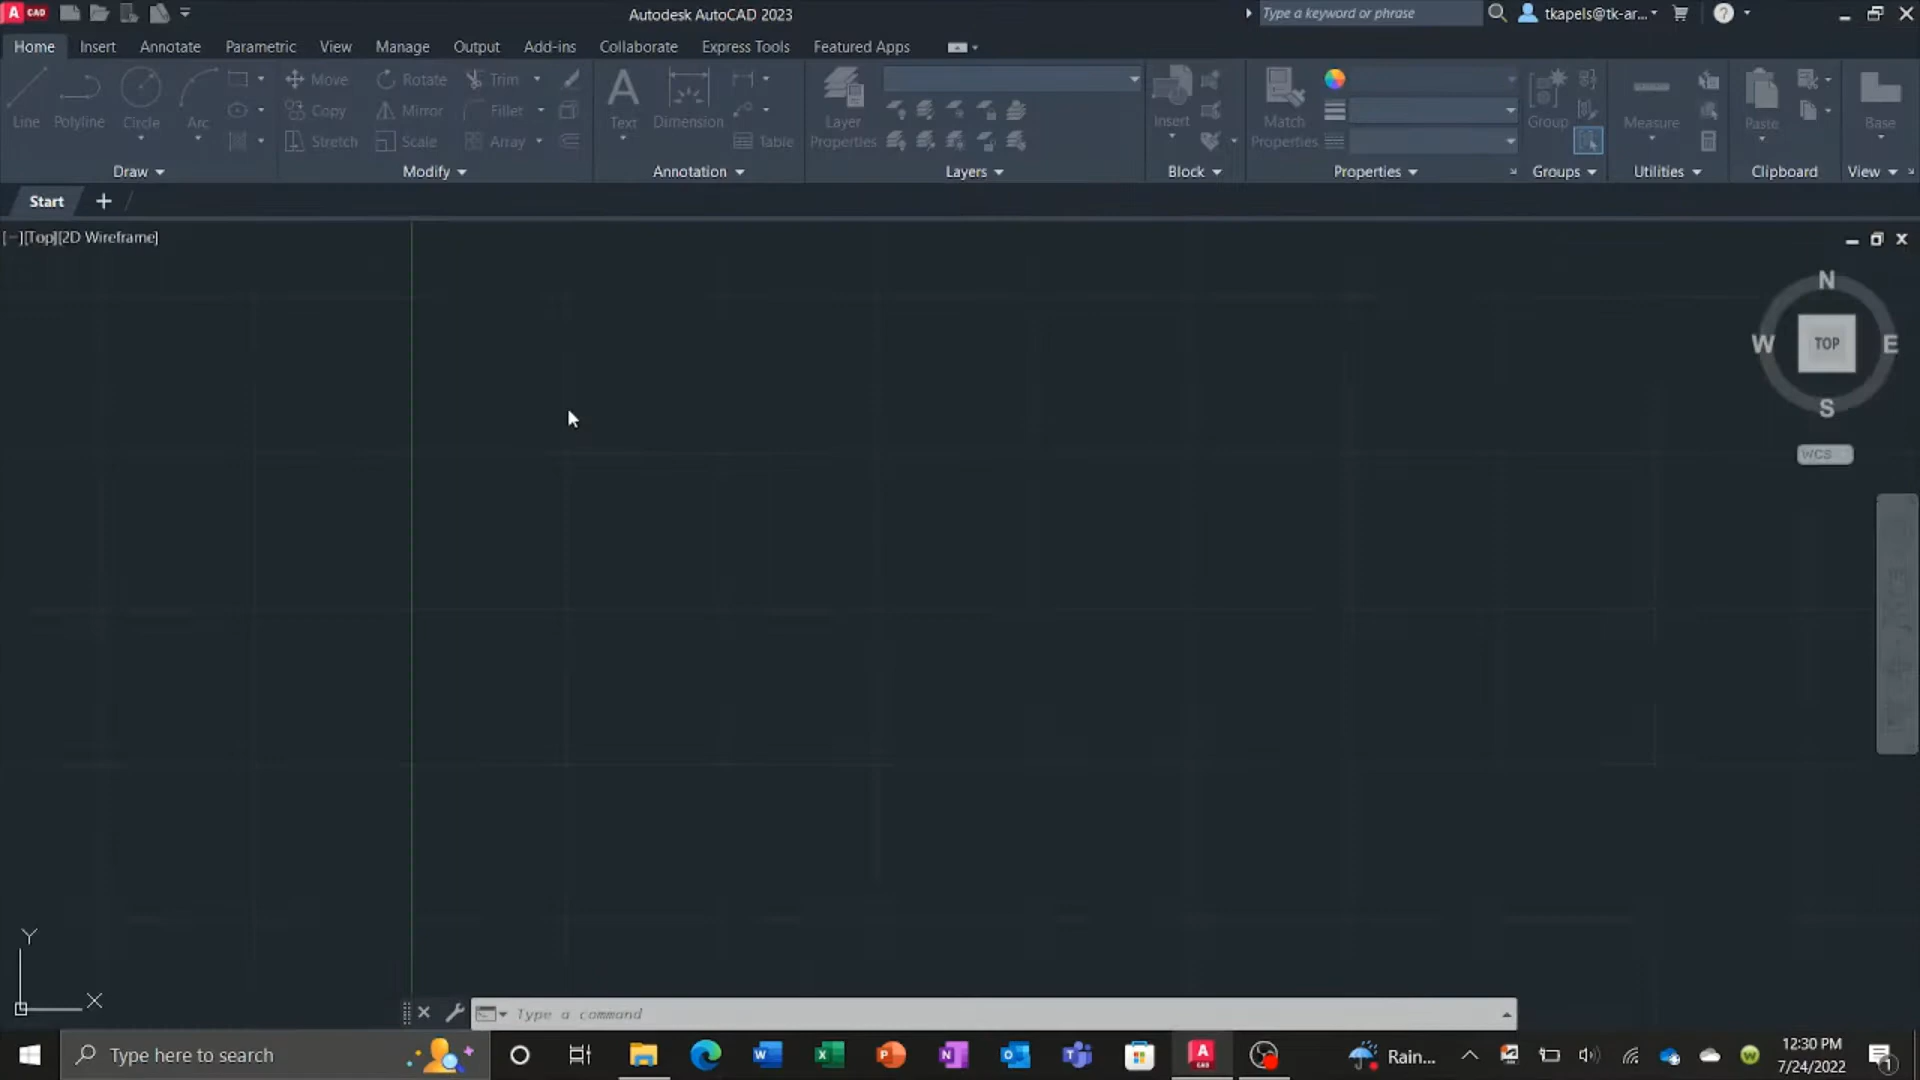 A CAD
Autodesk AutoCAD 2023
Type a keyword or phrase
tkapels@tk-ar...
?
Home Insert Annotate Parametric View Manage Output Add-ins Collaborate Express Tools Featured Apps
Line Polyline Circle Arc
Move Rotate Trim
Copy Mirror Fillet
Stretch Scale Array
Text Dimension
Table
Layer
Properties
Insert
Match
Properties
Group
Measure
Paste
Base
Draw Modify Annotation Layers Block Properties Groups Utilities Clipboard View
Start +
[−][Top][2D Wireframe]
N
W TOP E
S
WCS
Y
X
Type a command
Type here to search
Rain...
12:30 PM
7/24/2022
1